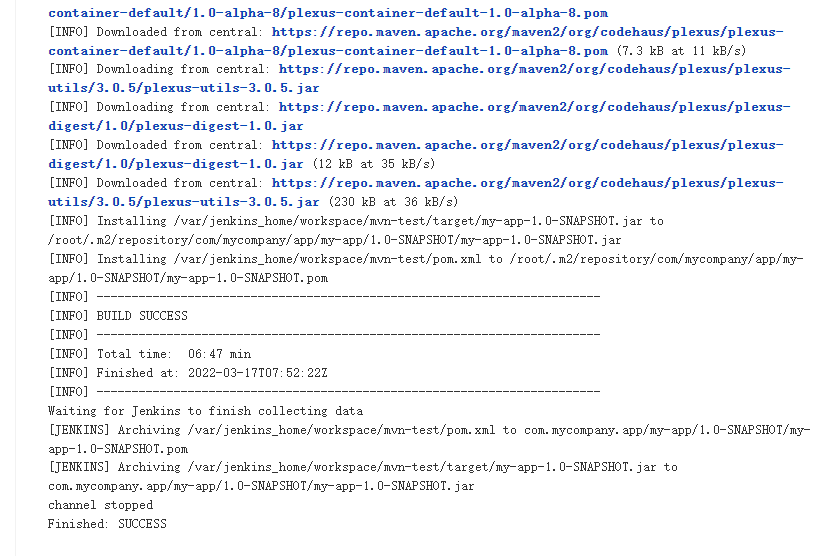 container-default/1.0-alpha-8/plexus-container-default-1.0-alpha-8.pom
[INFO] Downloaded from central: https://repo.maven.apache.org/maven2/org/codehaus/plexus/plexus-
container-default/1.0-alpha-8/plexus-container-default-1.0-alpha-8.pom (7.3 kB at 11 kB/s)
[INFO] Downloading from central: https://repo.maven.apache.org/maven2/org/codehaus/plexus/plexus-
utils/3.0.5/plexus-utils-3.0.5.jar
[INFO] Downloading from central: https://repo.maven.apache.org/maven2/org/codehaus/plexus/plexus-
digest/1.0/plexus-digest-1.0.jar
[INFO] Downloaded from central: https://repo.maven.apache.org/maven2/org/codehaus/plexus/plexus-
digest/1.0/plexus-digest-1.0.jar (12 kB at 35 kB/s)
[INFO] Downloaded from central: https://repo.maven.apache.org/maven2/org/codehaus/plexus/plexus-
utils/3.0.5/plexus-utils-3.0.5.jar (230 kB at 36 kB/s)
[INFO] Installing /var/jenkins_home/workspace/mvn-test/target/my-app-1.0-SNAPSHOT.jar to
/root/.m2/repository/com/mycompany/app/my-app/1.0-SNAPSHOT/my-app-1.0-SNAPSHOT.jar
[INFO] Installing /var/jenkins_home/workspace/mvn-test/pom.xml to /root/.m2/repository/com/mycompany/app/my-
app/1.0-SNAPSHOT/my-app-1.0-SNAPSHOT.pom
[INFO] ------------------------------------------------------------------------
[INFO] BUILD SUCCESS
[INFO] ------------------------------------------------------------------------
[INFO] Total time:  06:47 min
[INFO] Finished at: 2022-03-17T07:52:22Z
[INFO] ------------------------------------------------------------------------
Waiting for Jenkins to finish collecting data
[JENKINS] Archiving /var/jenkins_home/workspace/mvn-test/pom.xml to com.mycompany.app/my-app/1.0-SNAPSHOT/my-
app-1.0-SNAPSHOT.pom
[JENKINS] Archiving /var/jenkins_home/workspace/mvn-test/target/my-app-1.0-SNAPSHOT.jar to
com.mycompany.app/my-app/1.0-SNAPSHOT/my-app-1.0-SNAPSHOT.jar
channel stopped
Finished: SUCCESS